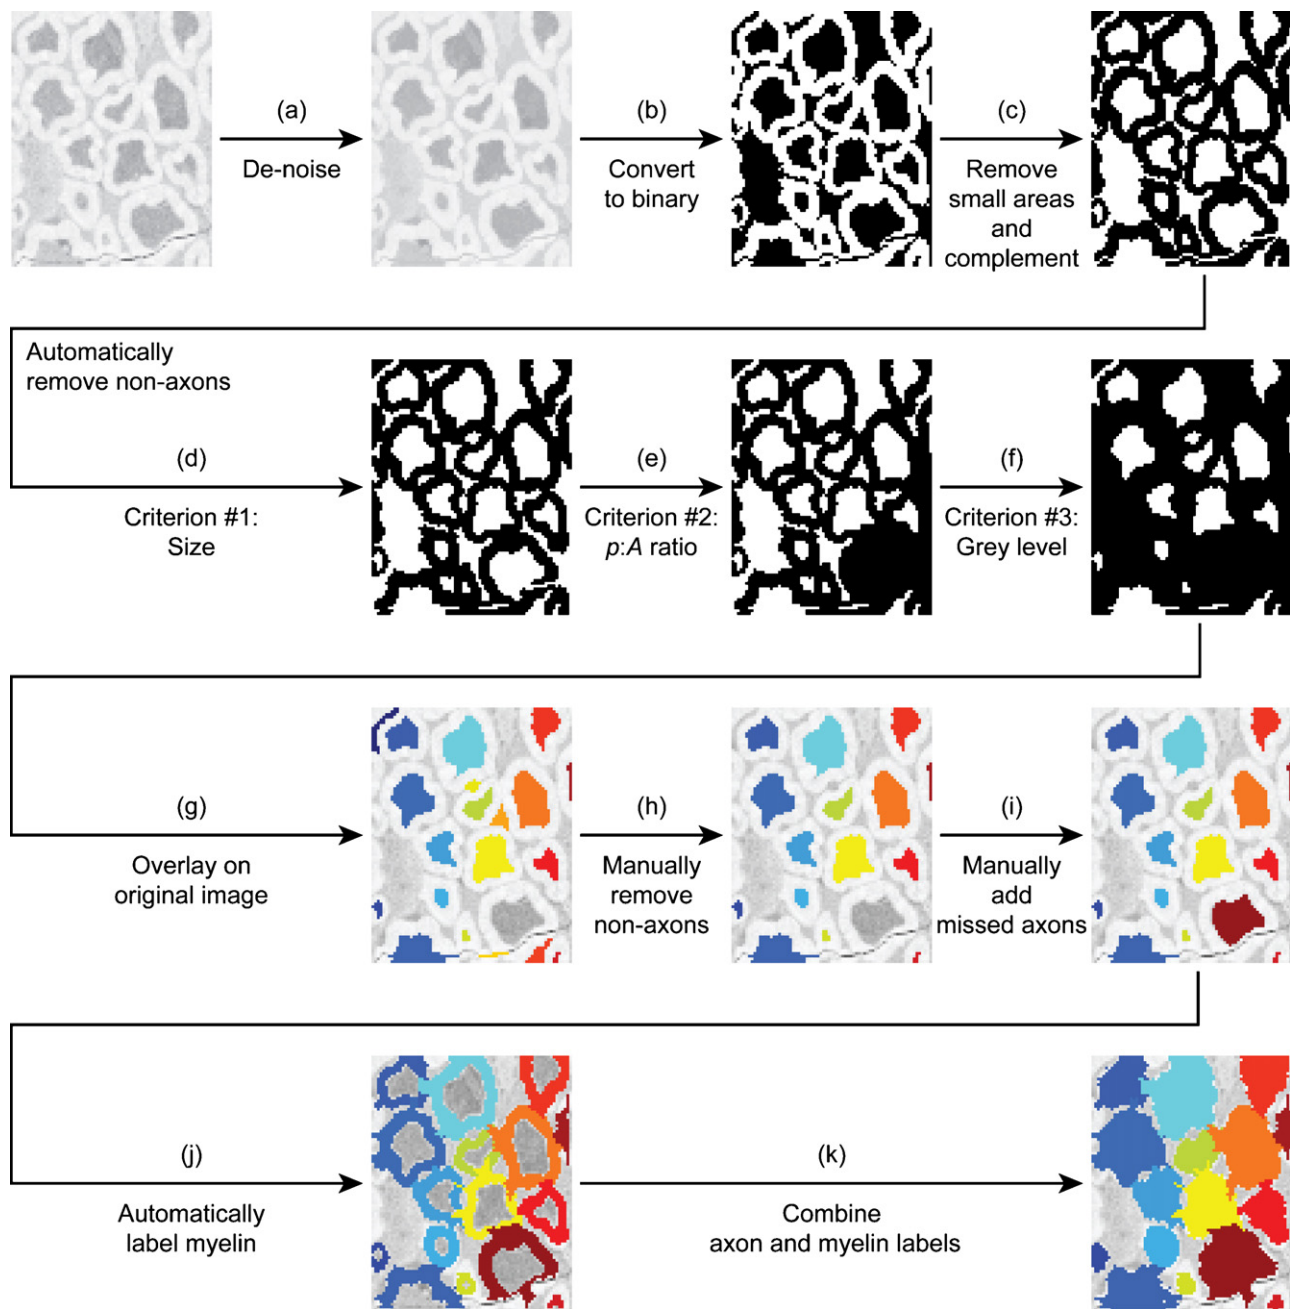 (a)
De-noise
(b)
Convert
to binary
(c)
Remove
small areas
and
complement
Automatically
remove non-axons
(d)
Criterion #1:
Size
(e)
Criterion #2:
p:A ratio
(f)
Criterion #3:
Grey level
(g)
Overlay on
original image
(h)
Manually
remove
non-axons
(i)
Manually
add
missed axons
(j)
Automatically
label myelin
(k)
Combine
axon and myelin labels